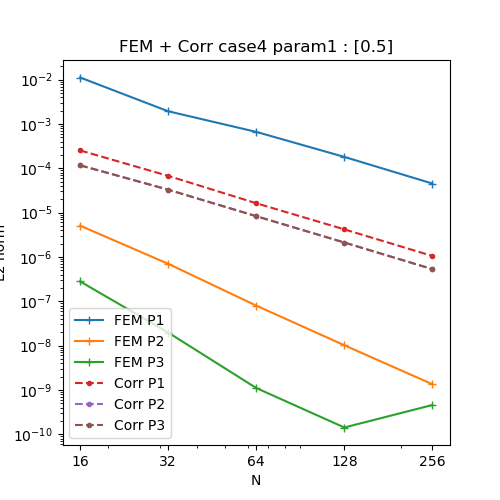 FEM + Corr case4 param1 : [0.5]
10⁻²
10⁻³
10⁻⁴
10⁻⁵
10⁻⁶
10⁻⁷
10⁻⁸
10⁻⁹
10⁻¹⁰
L2 norm
FEM P1
FEM P2
FEM P3
Corr P1
Corr P2
Corr P3
16 32 64 128 256
N